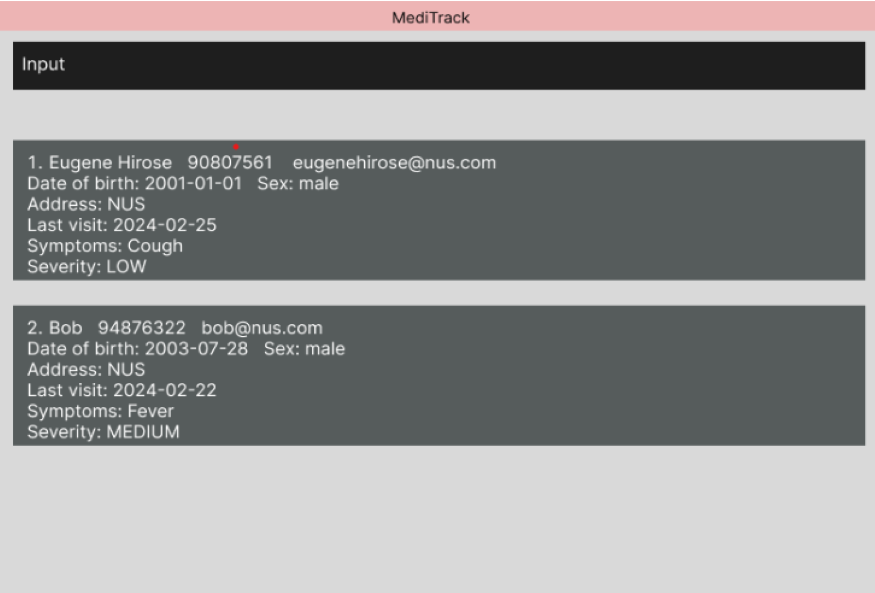 MediTrack
Input
1. Eugene Hirose 90807561 eugenehirose@nus.com
Date of birth: 2001-01-01 Sex: male
Address: NUS
Last visit: 2024-02-25
Symptoms: Cough
Severity: LOW
2. Bob 94876322 bob@nus.com
Date of birth: 2003-07-28 Sex: male
Address: NUS
Last visit: 2024-02-22
Symptoms: Fever
Severity: MEDIUM